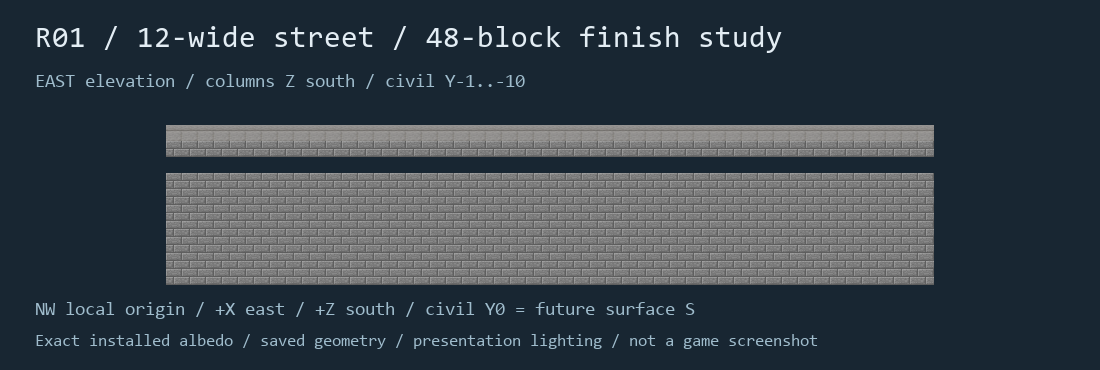 R01 / 12-wide street / 48-block finish study
EAST elevation / columns Z south / civil Y-1..-10
NW local origin / +X east / +Z south / civil Y0 = future surface S
Exact installed albedo / saved geometry / presentation lighting / not a game screenshot